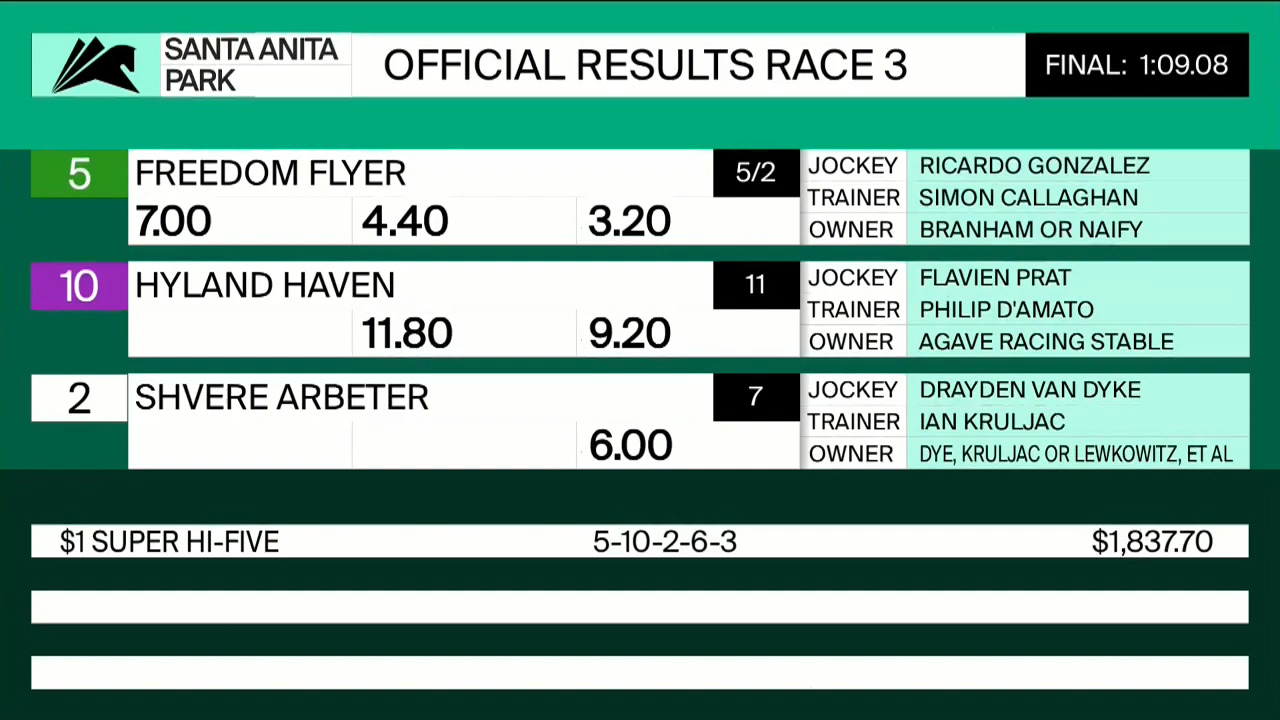 SANTA ANITA
PARK
OFFICIAL RESULTS RACE 3
FINAL: 1:09.08
5 FREEDOM FLYER 5/2
7.00 4.40 3.20
JOCKEY RICARDO GONZALEZ
TRAINER SIMON CALLAGHAN
OWNER BRANHAM OR NAIFY
10 HYLAND HAVEN 11
11.80 9.20
JOCKEY FLAVIEN PRAT
TRAINER PHILIP D'AMATO
OWNER AGAVE RACING STABLE
2 SHVERE ARBETER 7
6.00
JOCKEY DRAYDEN VAN DYKE
TRAINER IAN KRULJAC
OWNER DYE, KRULJAC OR LEWKOWITZ, ET AL
$1 SUPER HI-FIVE 5-10-2-6-3 $1,837.70